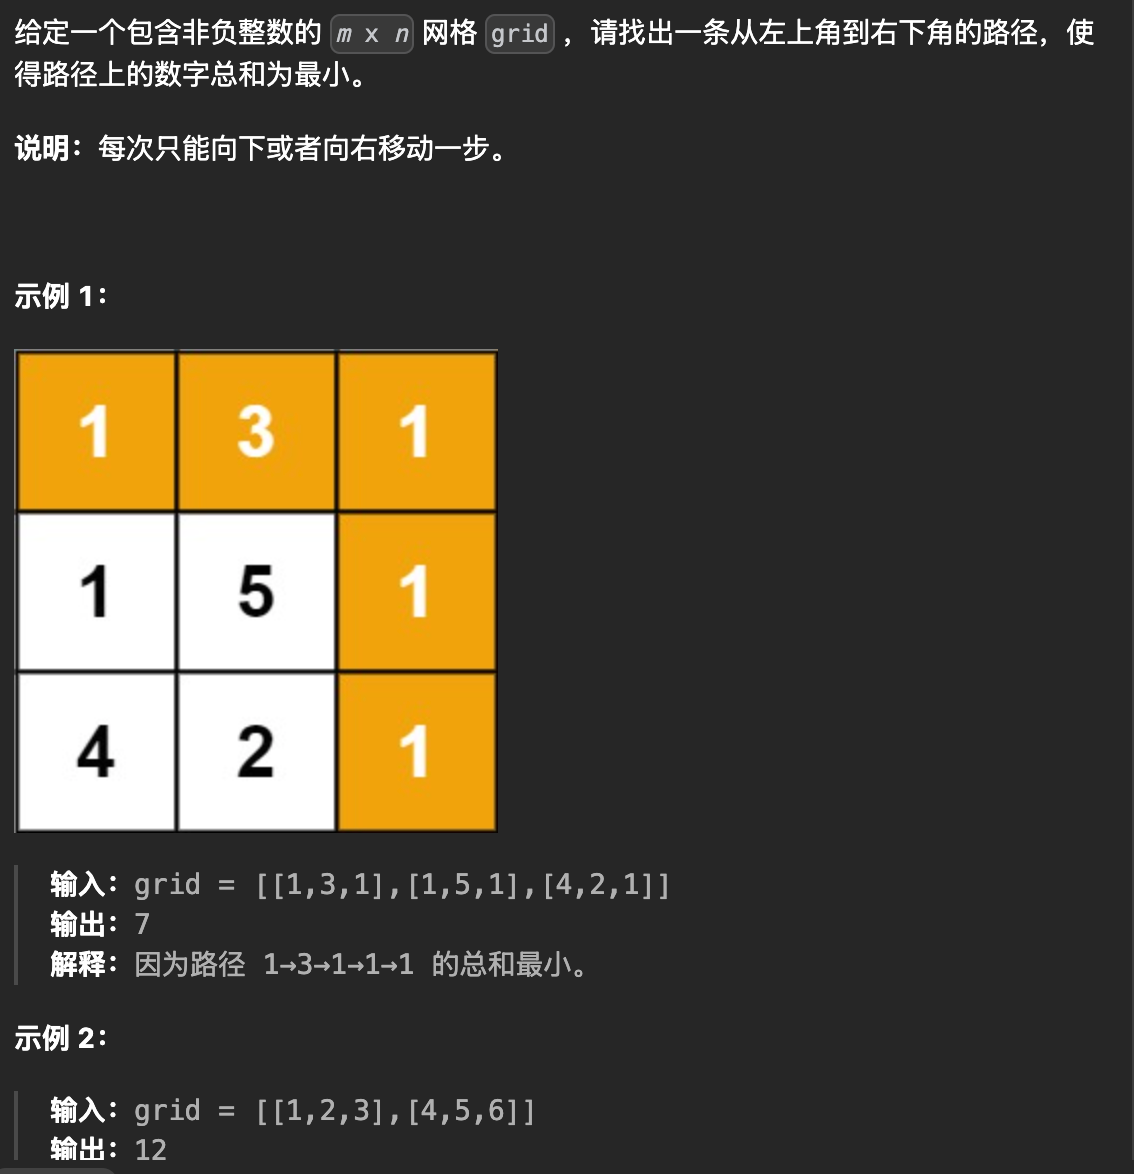 给定一个包含非负整数的 m x n 网格 grid ，请找出一条从左上角到右下角的路径，使
得路径上的数字总和为最小。
说明：每次只能向下或者向右移动一步。
示例 1：
1 3 1
1 5 1
4 2 1
输入：grid = [[1,3,1],[1,5,1],[4,2,1]]
输出：7
解释：因为路径 1→3→1→1→1 的总和最小。
示例 2：
输入：grid = [[1,2,3],[4,5,6]]
输出：12